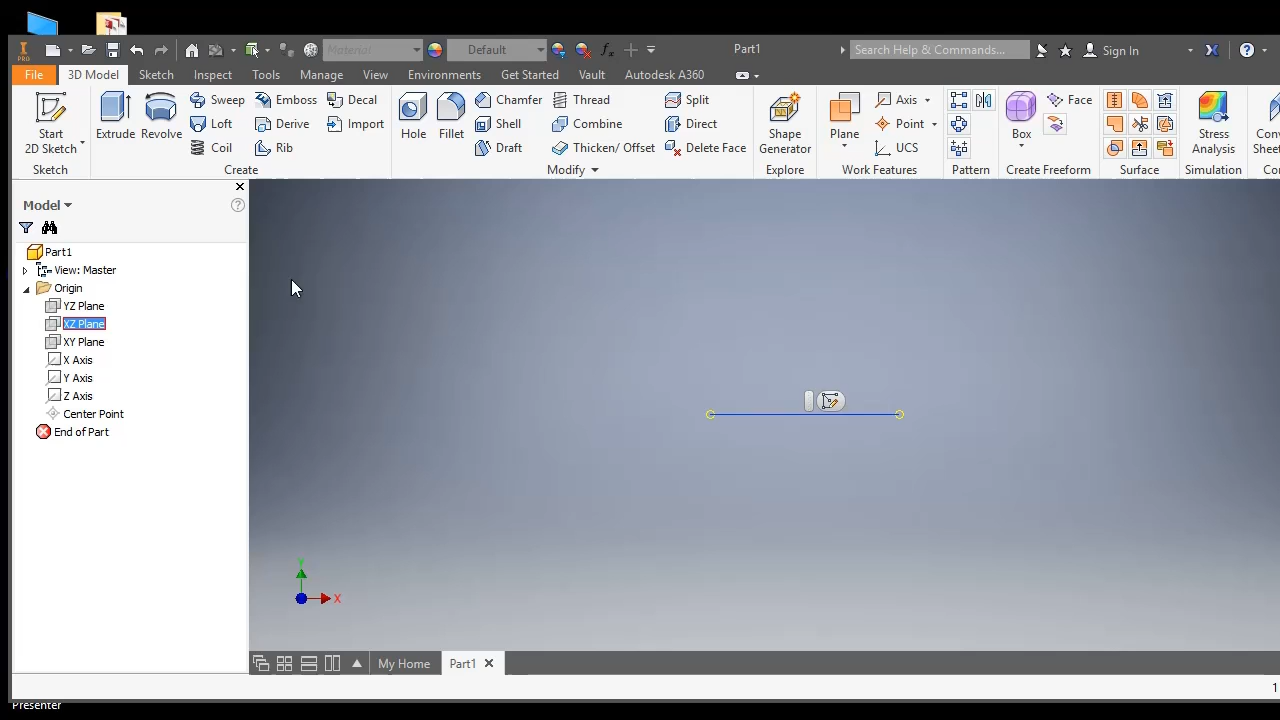 PRO
Material
Default
fx
Part1
Search Help & Commands...
Sign In
File
3D Model
Sketch
Inspect
Tools
Manage
View
Environments
Get Started
Vault
Autodesk A360
Start
2D Sketch
Extrude
Revolve
Sweep
Emboss
Decal
Loft
Derive
Import
Coil
Rib
Hole
Fillet
Chamfer
Thread
Split
Shell
Combine
Direct
Draft
Thicken/ Offset
Delete Face
Shape
Generator
Plane
Axis
Point
UCS
Box
Face
Stress
Analysis
Sketch
Create
Modify
Explore
Work Features
Pattern
Create Freeform
Surface
Simulation
Model
Part1
View: Master
Origin
YZ Plane
XZ Plane
XY Plane
X Axis
Y Axis
Z Axis
Center Point
End of Part
Y
X
My Home
Part1
1
Presenter